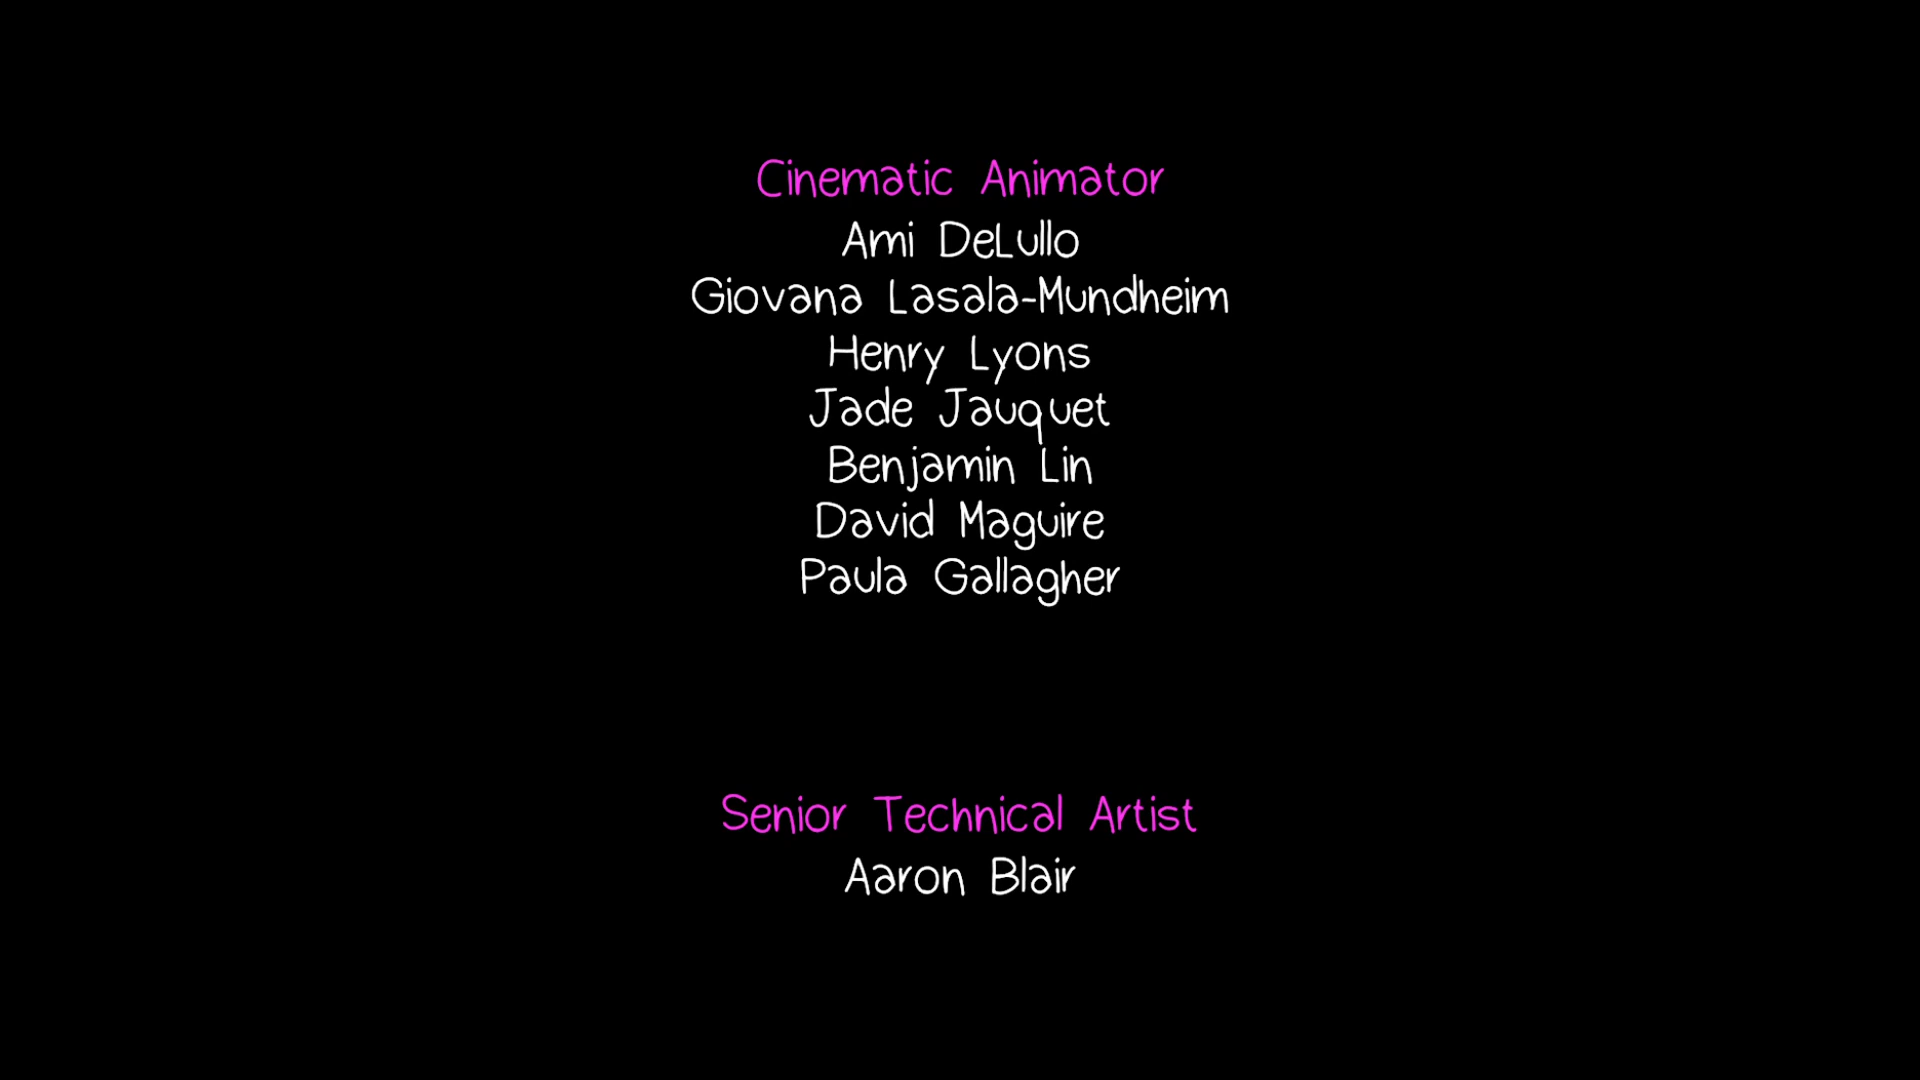 Cinematic Animator
Ami DeLullo
Giovana Lasala-Mundheim
Henry Lyons
Jade Jauquet
Benjamin Lin
David Maguire
Paula Gallagher
Senior Technical Artist
Aaron Blair